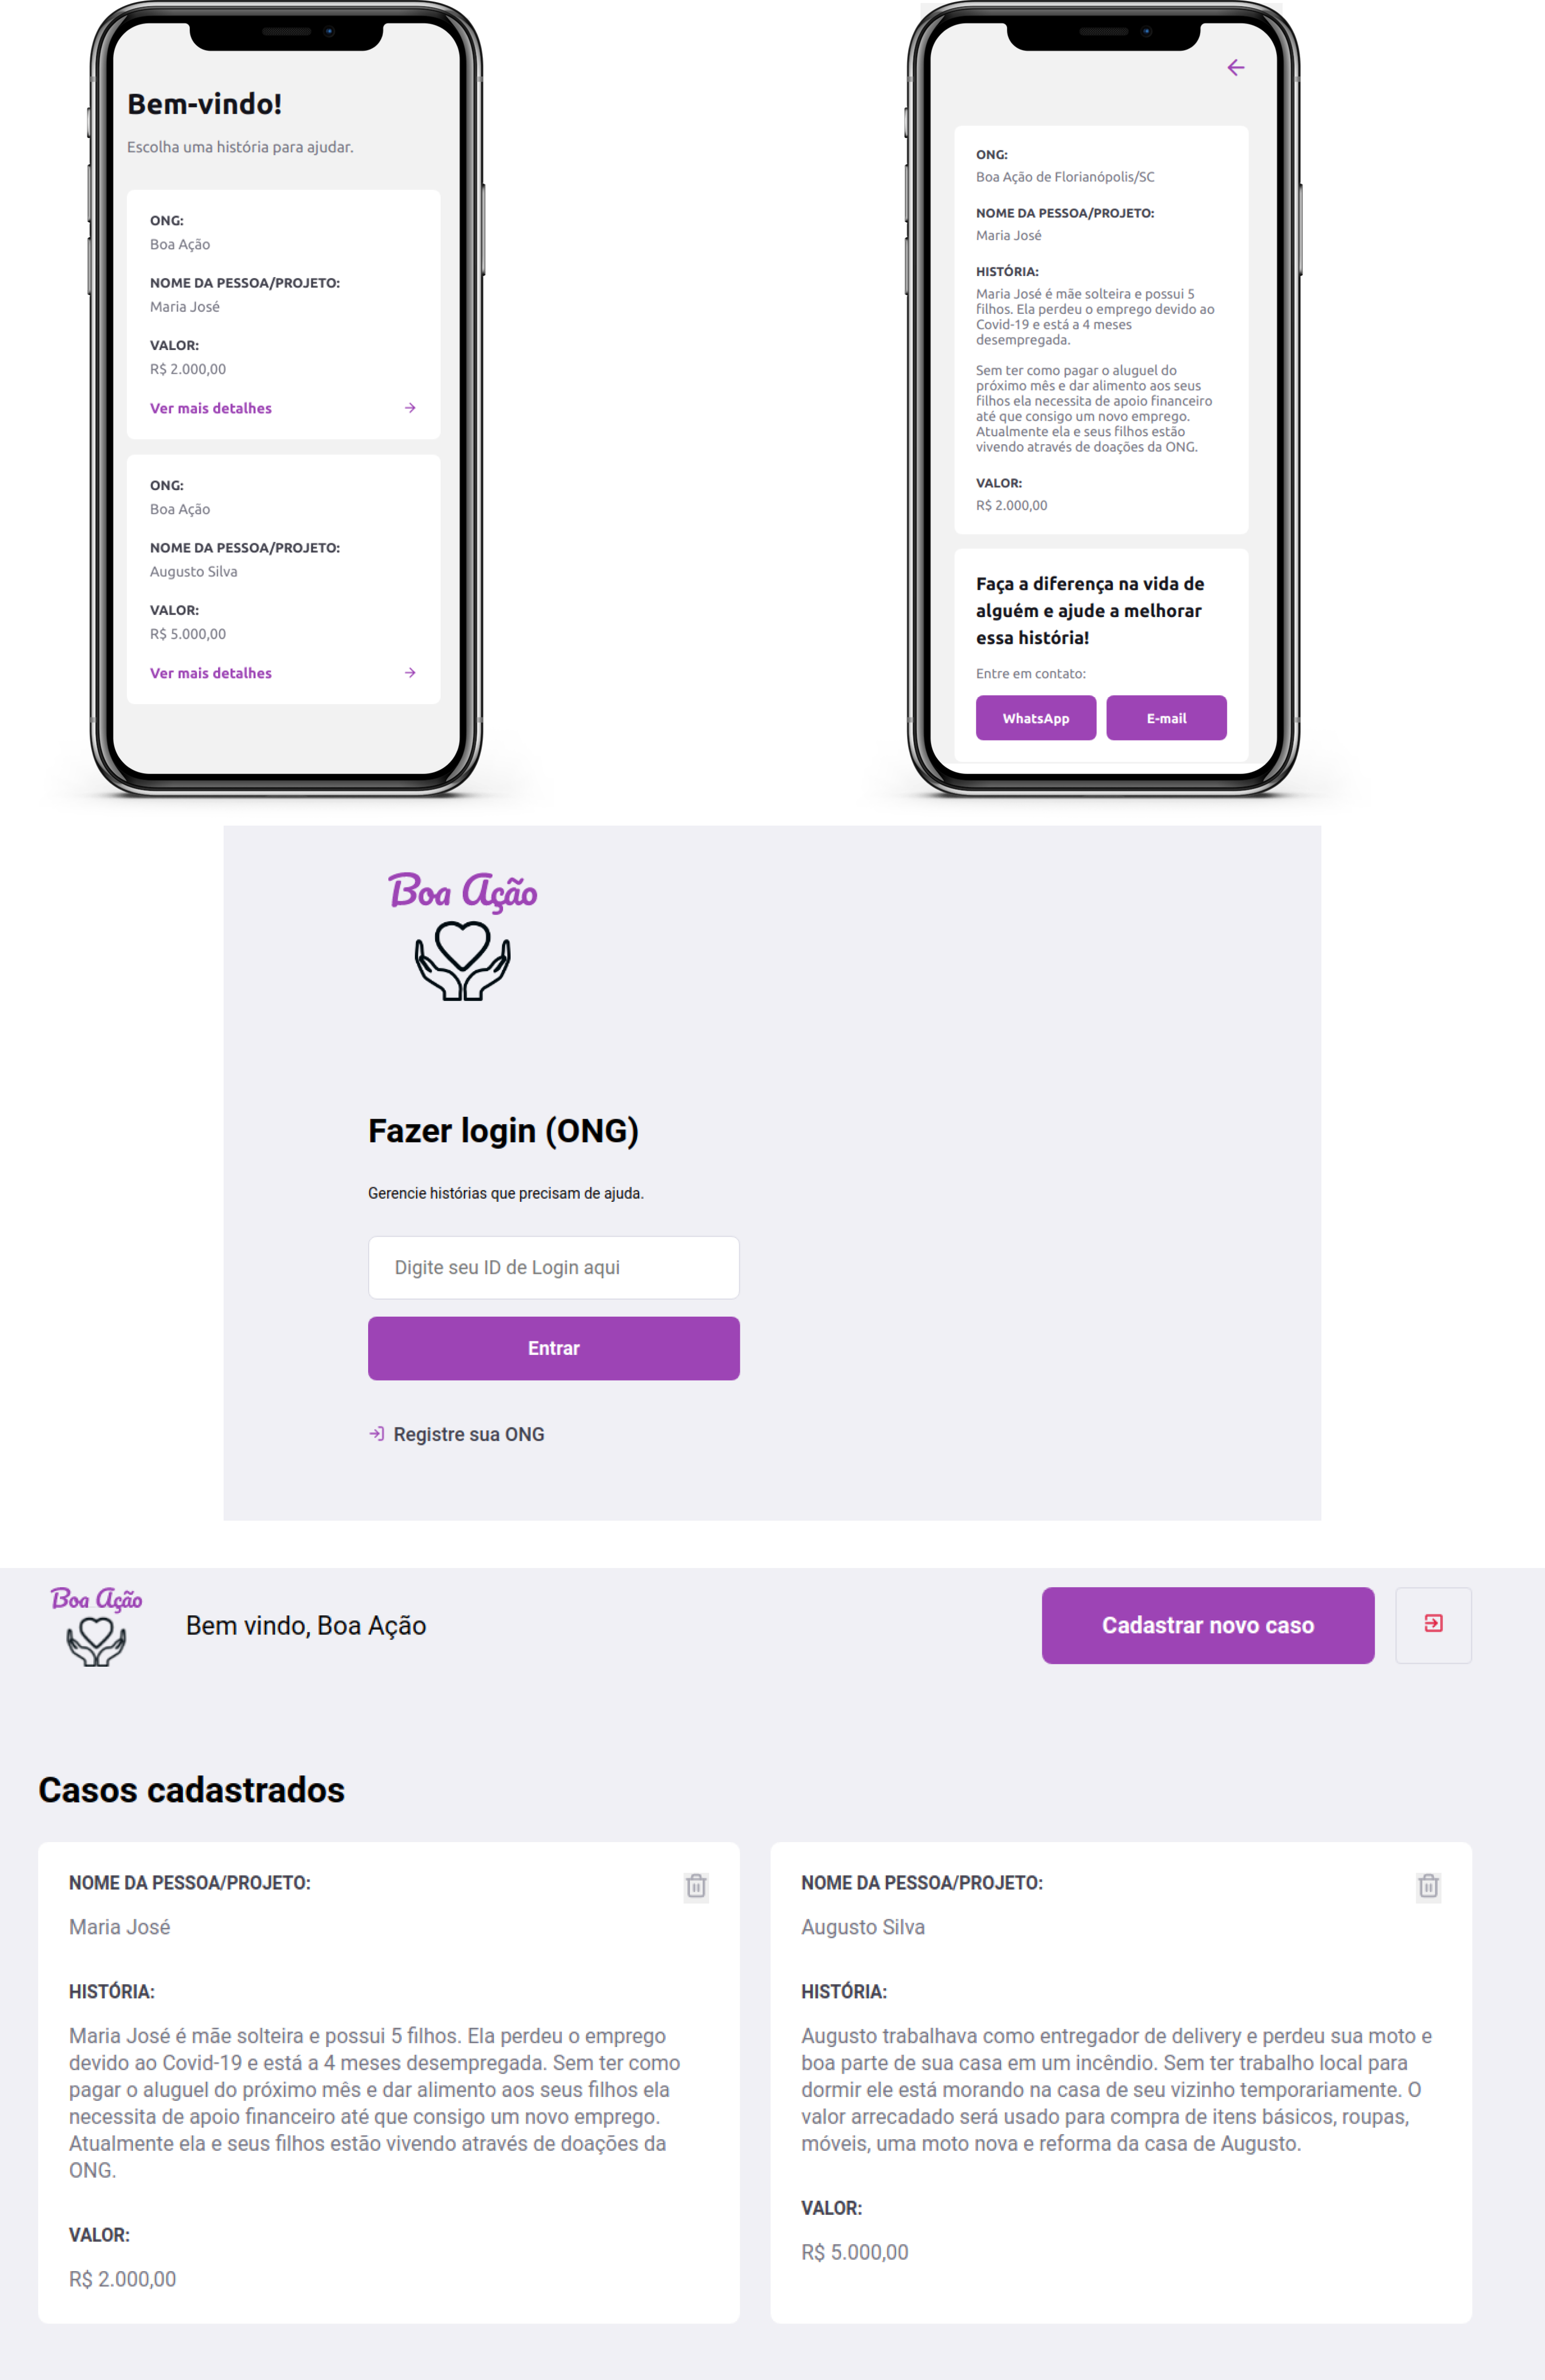 Bem-vindo!
Escolha uma história para ajudar.
ONG:
Boa Ação
NOME DA PESSOA/PROJETO:
Maria José
VALOR:
R$ 2.000,00
Ver mais detalhes
ONG:
Boa Ação
NOME DA PESSOA/PROJETO:
Augusto Silva
VALOR:
R$ 5.000,00
Ver mais detalhes
ONG:
Boa Ação de Florianópolis/SC
NOME DA PESSOA/PROJETO:
Maria José
HISTÓRIA:
Maria José é mãe solteira e possui 5
filhos. Ela perdeu o emprego devido ao
Covid-19 e está a 4 meses
desempregada.
Sem ter como pagar o aluguel do
próximo mês e dar alimento aos seus
filhos ela necessita de apoio financeiro
até que consigo um novo emprego.
Atualmente ela e seus filhos estão
vivendo através de doações da ONG.
VALOR:
R$ 2.000,00
Faça a diferença na vida de
alguém e ajude a melhorar
essa história!
Entre em contato:
WhatsApp
E-mail
Boa Ação
Fazer login (ONG)
Gerencie histórias que precisam de ajuda.
Digite seu ID de Login aqui
Entrar
Registre sua ONG
Boa Ação
Bem vindo, Boa Ação
Cadastrar novo caso
Casos cadastrados
NOME DA PESSOA/PROJETO:
Maria José
HISTÓRIA:
Maria José é mãe solteira e possui 5 filhos. Ela perdeu o emprego
devido ao Covid-19 e está a 4 meses desempregada. Sem ter como
pagar o aluguel do próximo mês e dar alimento aos seus filhos ela
necessita de apoio financeiro até que consigo um novo emprego.
Atualmente ela e seus filhos estão vivendo através de doações da
ONG.
VALOR:
R$ 2.000,00
NOME DA PESSOA/PROJETO:
Augusto Silva
HISTÓRIA:
Augusto trabalhava como entregador de delivery e perdeu sua moto e
boa parte de sua casa em um incêndio. Sem ter trabalho local para
dormir ele está morando na casa de seu vizinho temporariamente. O
valor arrecadado será usado para compra de itens básicos, roupas,
móveis, uma moto nova e reforma da casa de Augusto.
VALOR:
R$ 5.000,00